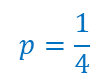 p = 1/4